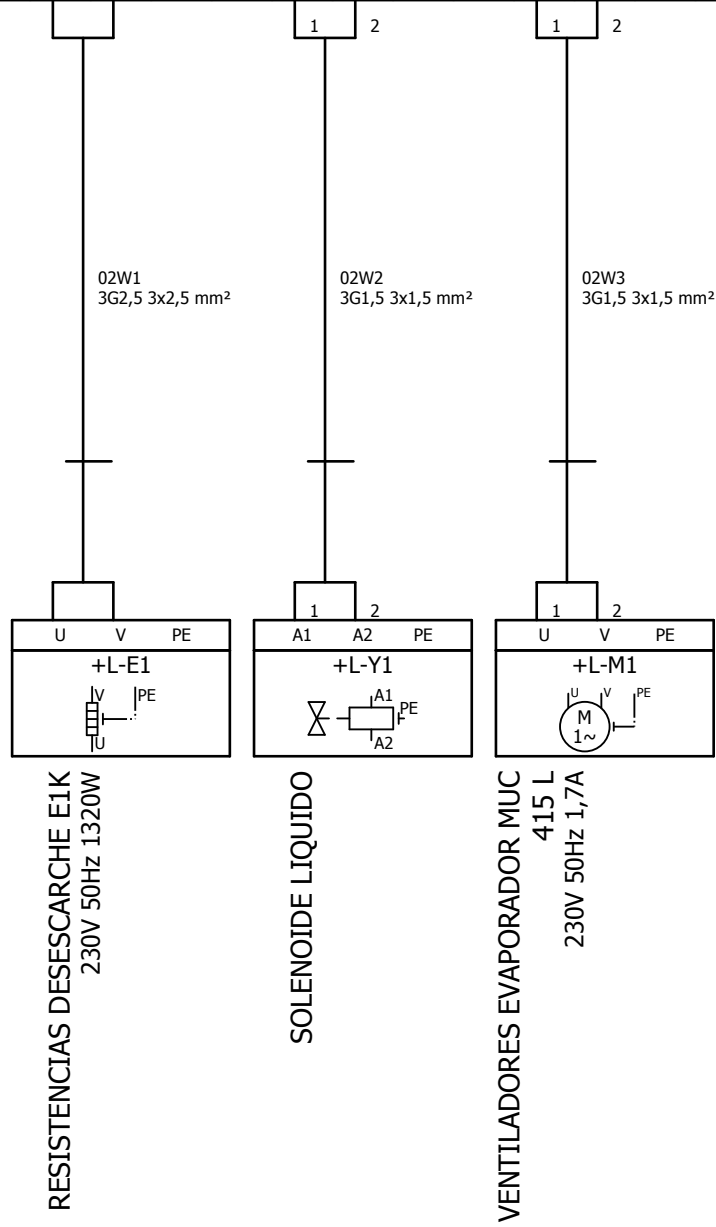 1 2
1 2
02W1
3G2,5 3x2,5 mm²
02W2
3G1,5 3x1,5 mm²
02W3
3G1,5 3x1,5 mm²
1 2
1 2
U V PE
A1 A2 PE
U V PE
+L-E1
+L-Y1
+L-M1
V PE
U
A1
PE
A2
U V PE
M
1~
RESISTENCIAS DESESCARCHE E1K
230V 50Hz 1320W
SOLENOIDE LIQUIDO
VENTILADORES EVAPORADOR MUC
415 L
230V 50Hz 1,7A